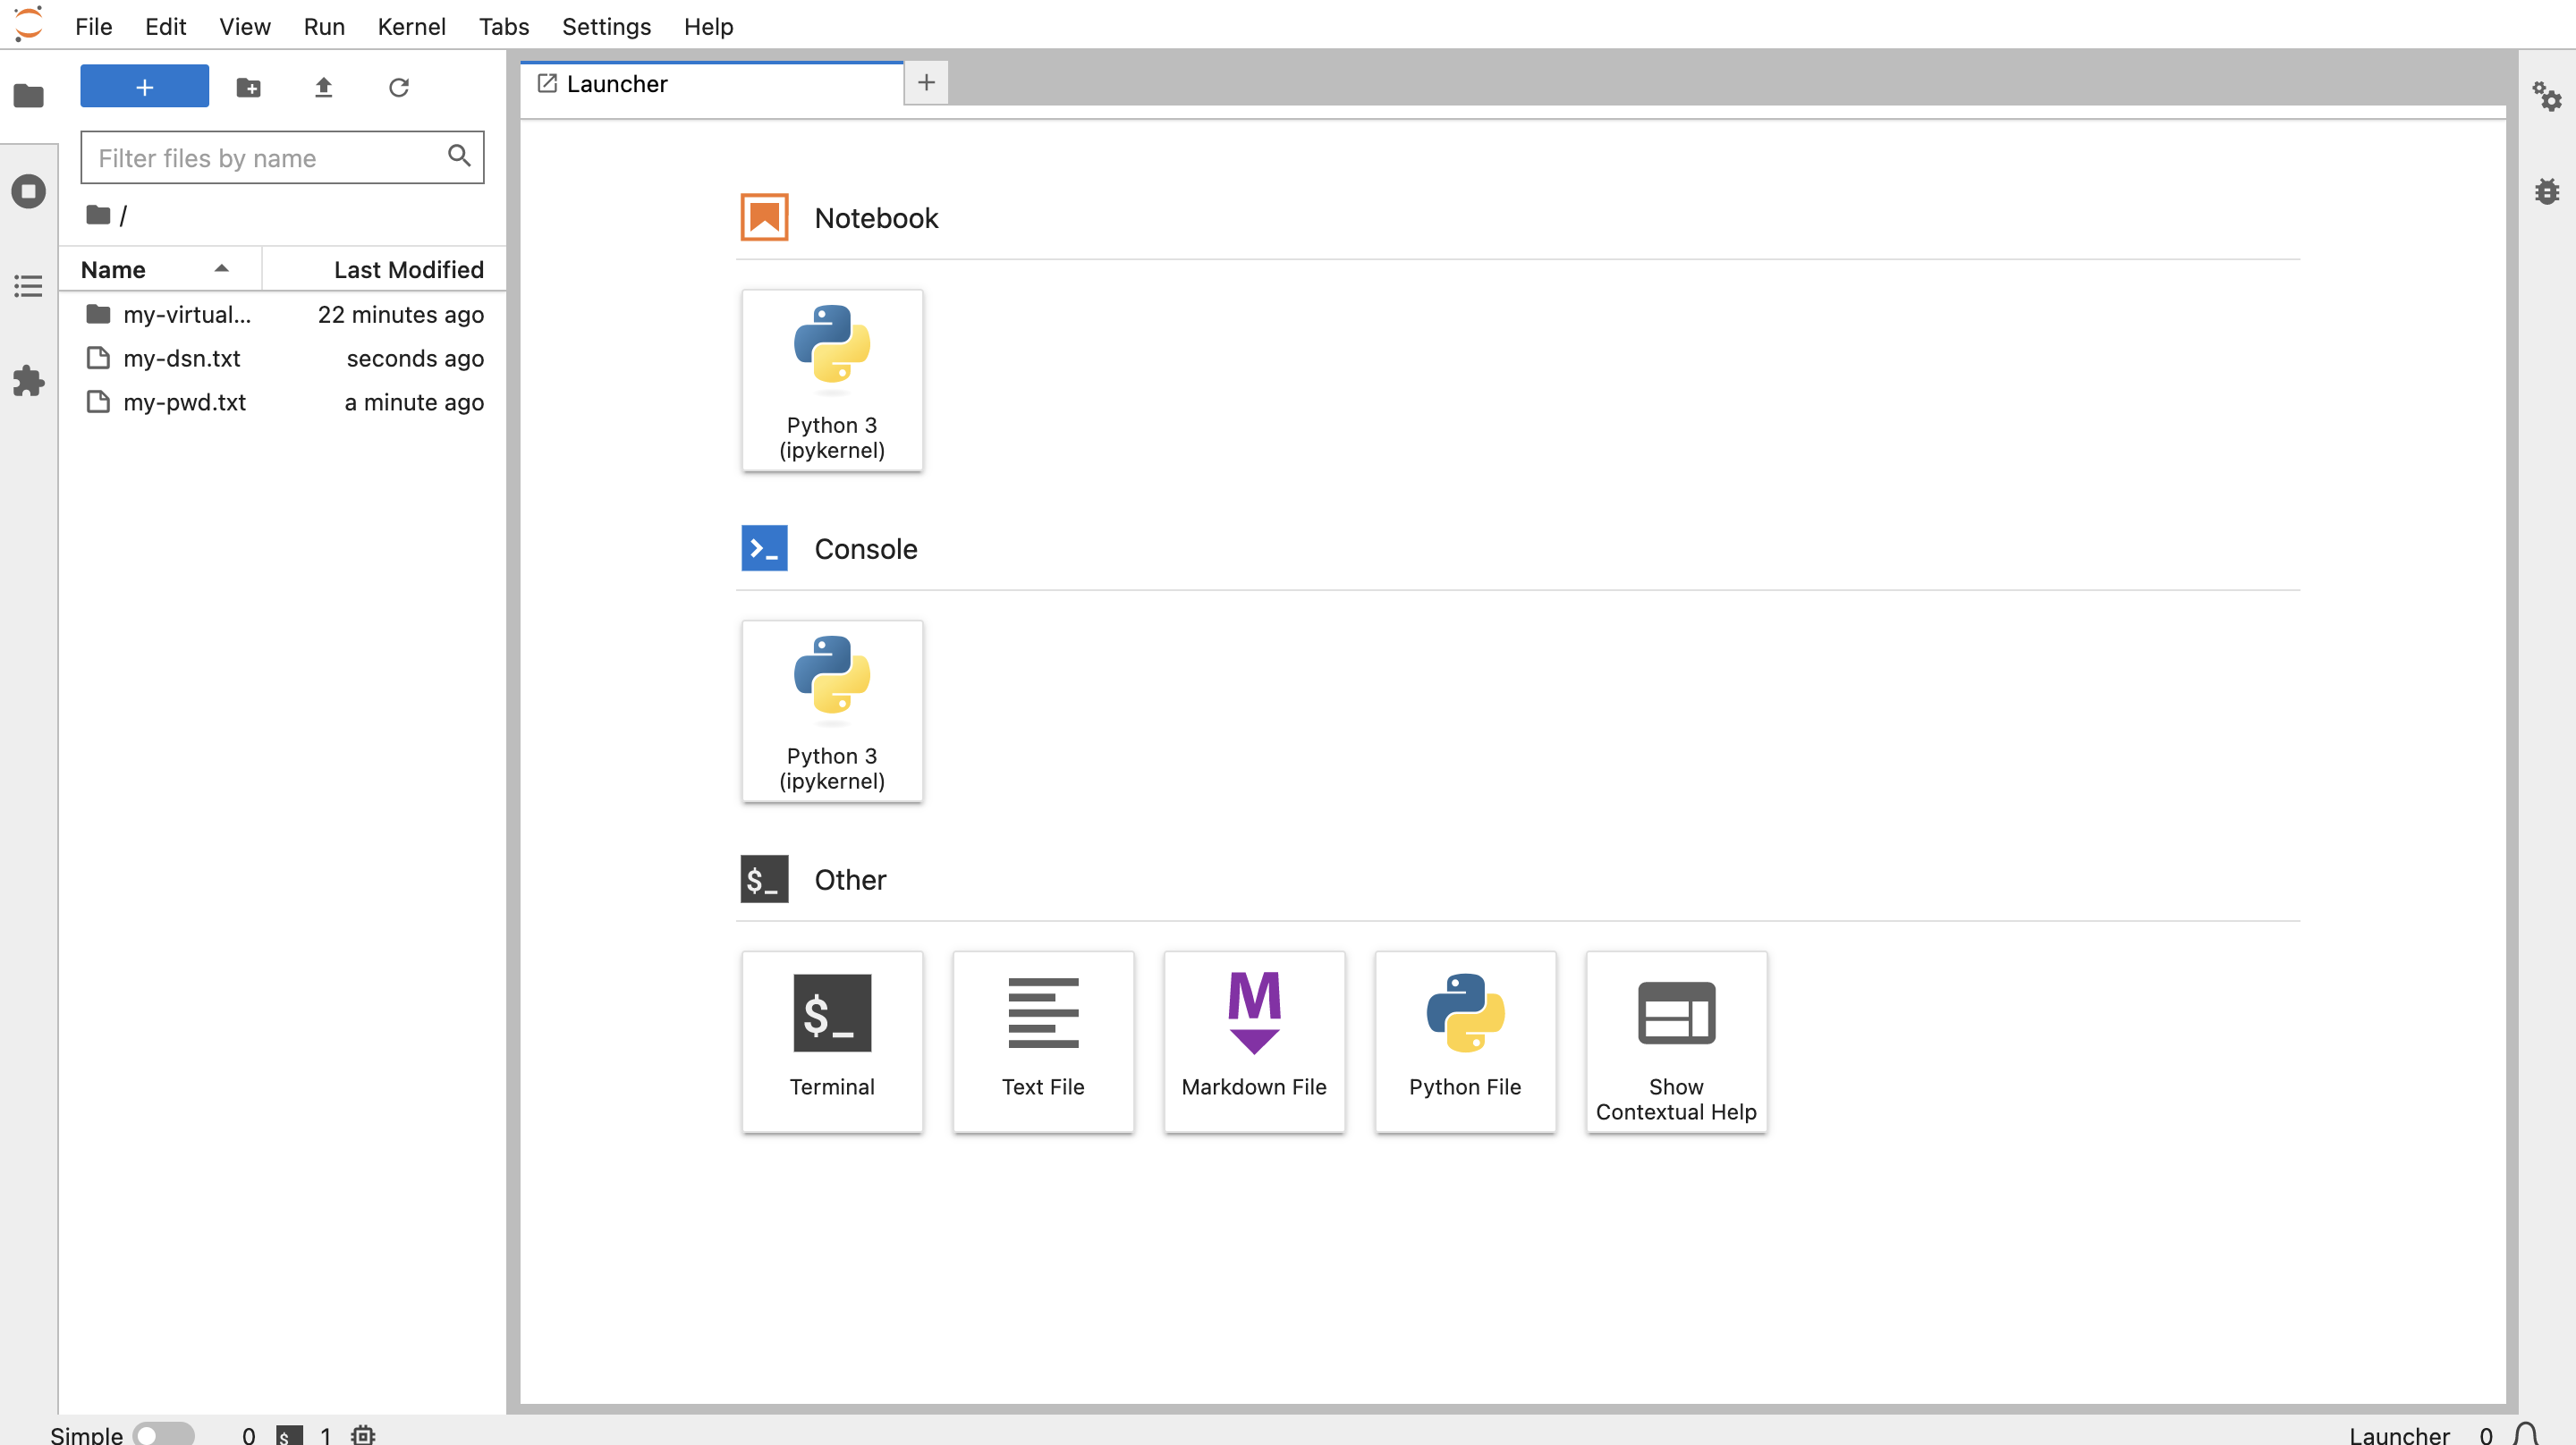 File Edit View Run Kernel Tabs Settings Help
+
Launcher
+
Filter files by name
/
Name Last Modified
my-virtual... 22 minutes ago
my-dsn.txt seconds ago
my-pwd.txt a minute ago
Notebook
Python 3
(ipykernel)
>_ Console
Python 3
(ipykernel)
$_ Other
$_
Terminal
Text File
M
Markdown File
Python File
Show
Contextual Help
Simple 0 $ 1 Launcher 0